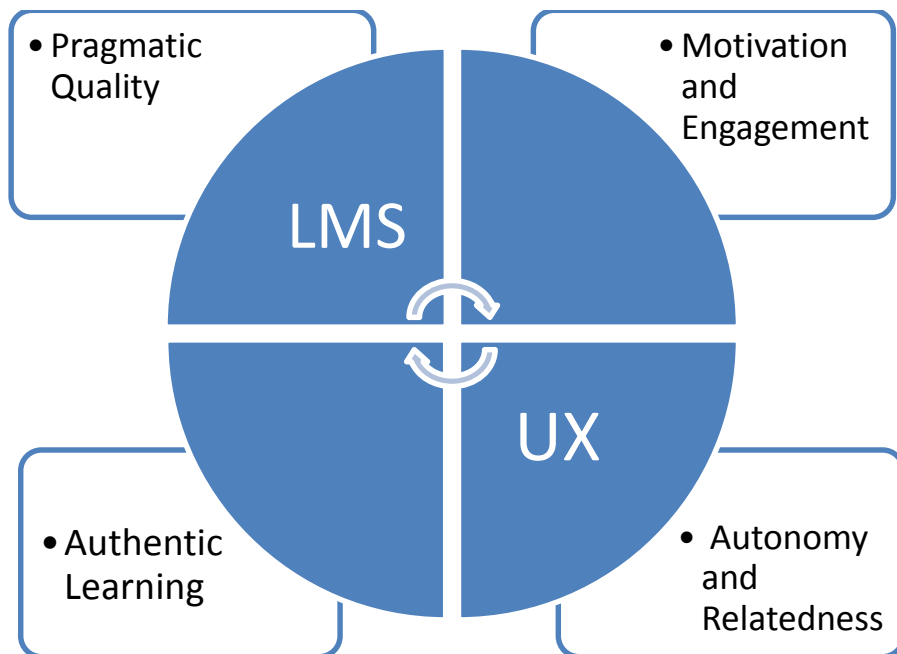 • Pragmatic
Quality
• Motivation
and
Engagement
LMS
UX
• Authentic
Learning
• Autonomy
and
Relatedness